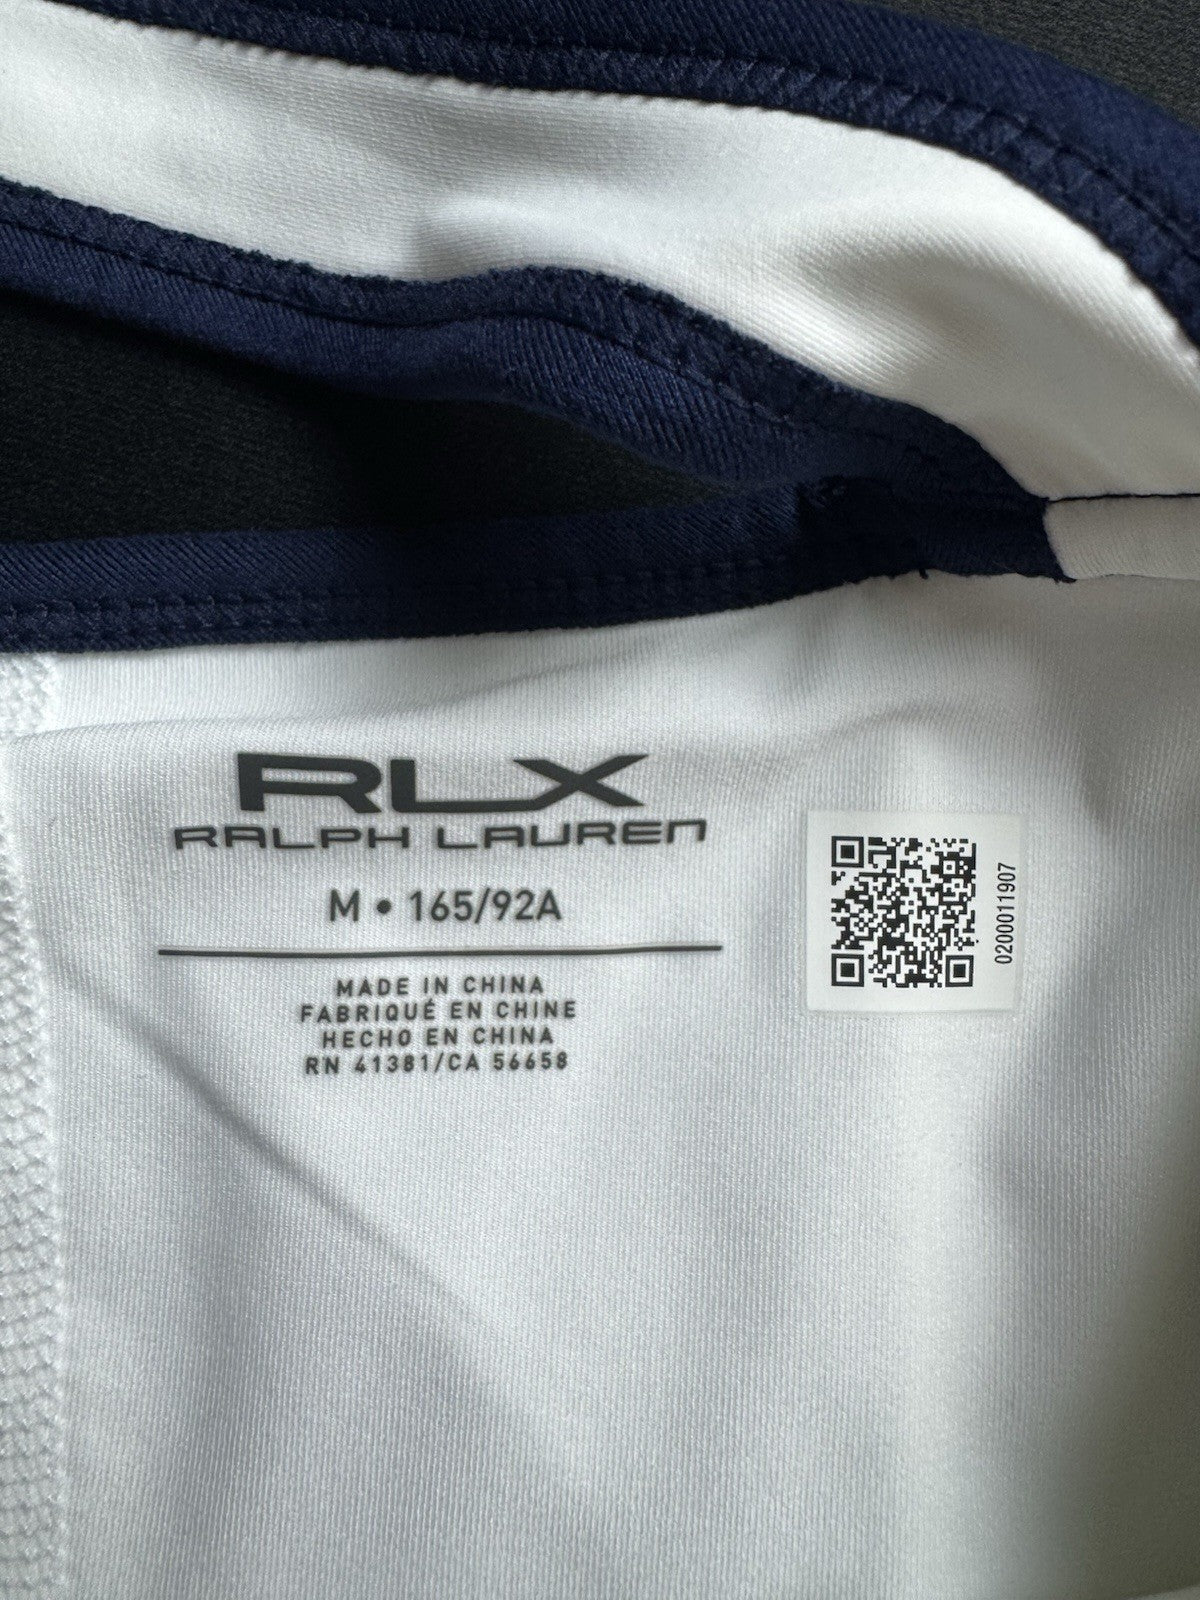 RLX
RALPH LAUREN
M • 165/92A
MADE IN CHINA
FABRIQUÉ EN CHINE
HECHO EN CHINA
RN 41381/CA 56658
0200011907